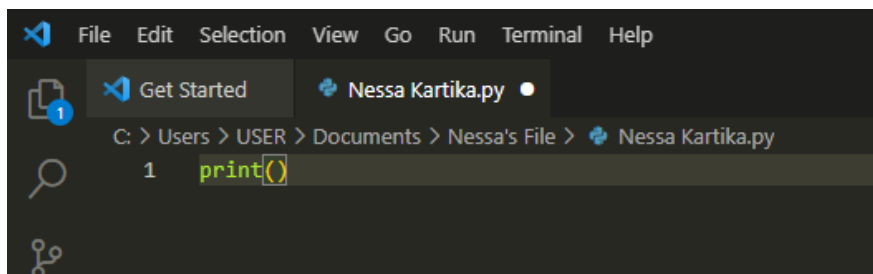 File Edit Selection View Go Run Terminal Help
Get Started Nessa Kartika.py
1
C: > Users > USER > Documents > Nessa's File > Nessa Kartika.py
1 print()